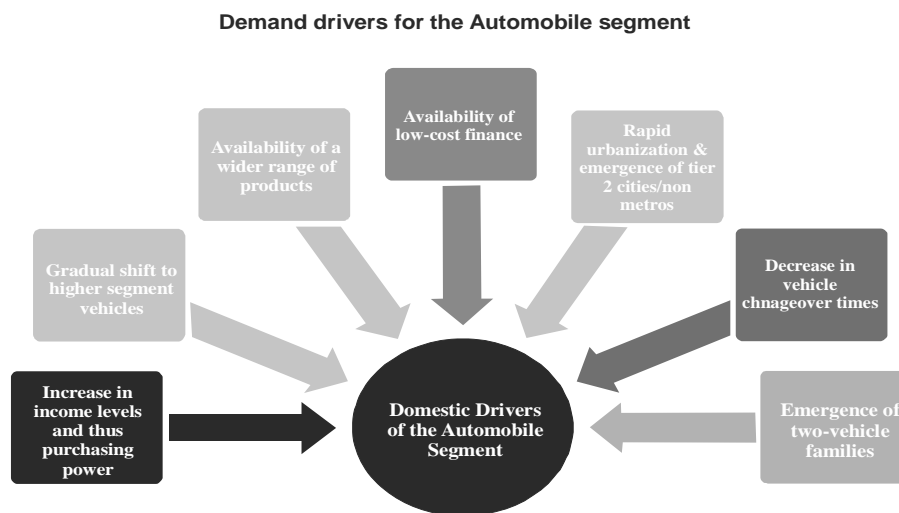 Demand drivers for the Automobile segment
Availability of
low-cost finance
Availability of a
wider range of
products
Rapid
urbanization &
emergence of tier
2 cities/non
metros
Gradual shift to
higher segment
vehicles
Decrease in
vehicle
chnageover times
Increase in
income levels
and thus
purchasing
power
Domestic Drivers
of the Automobile
Segment
Emergence of
two-vehicle
families